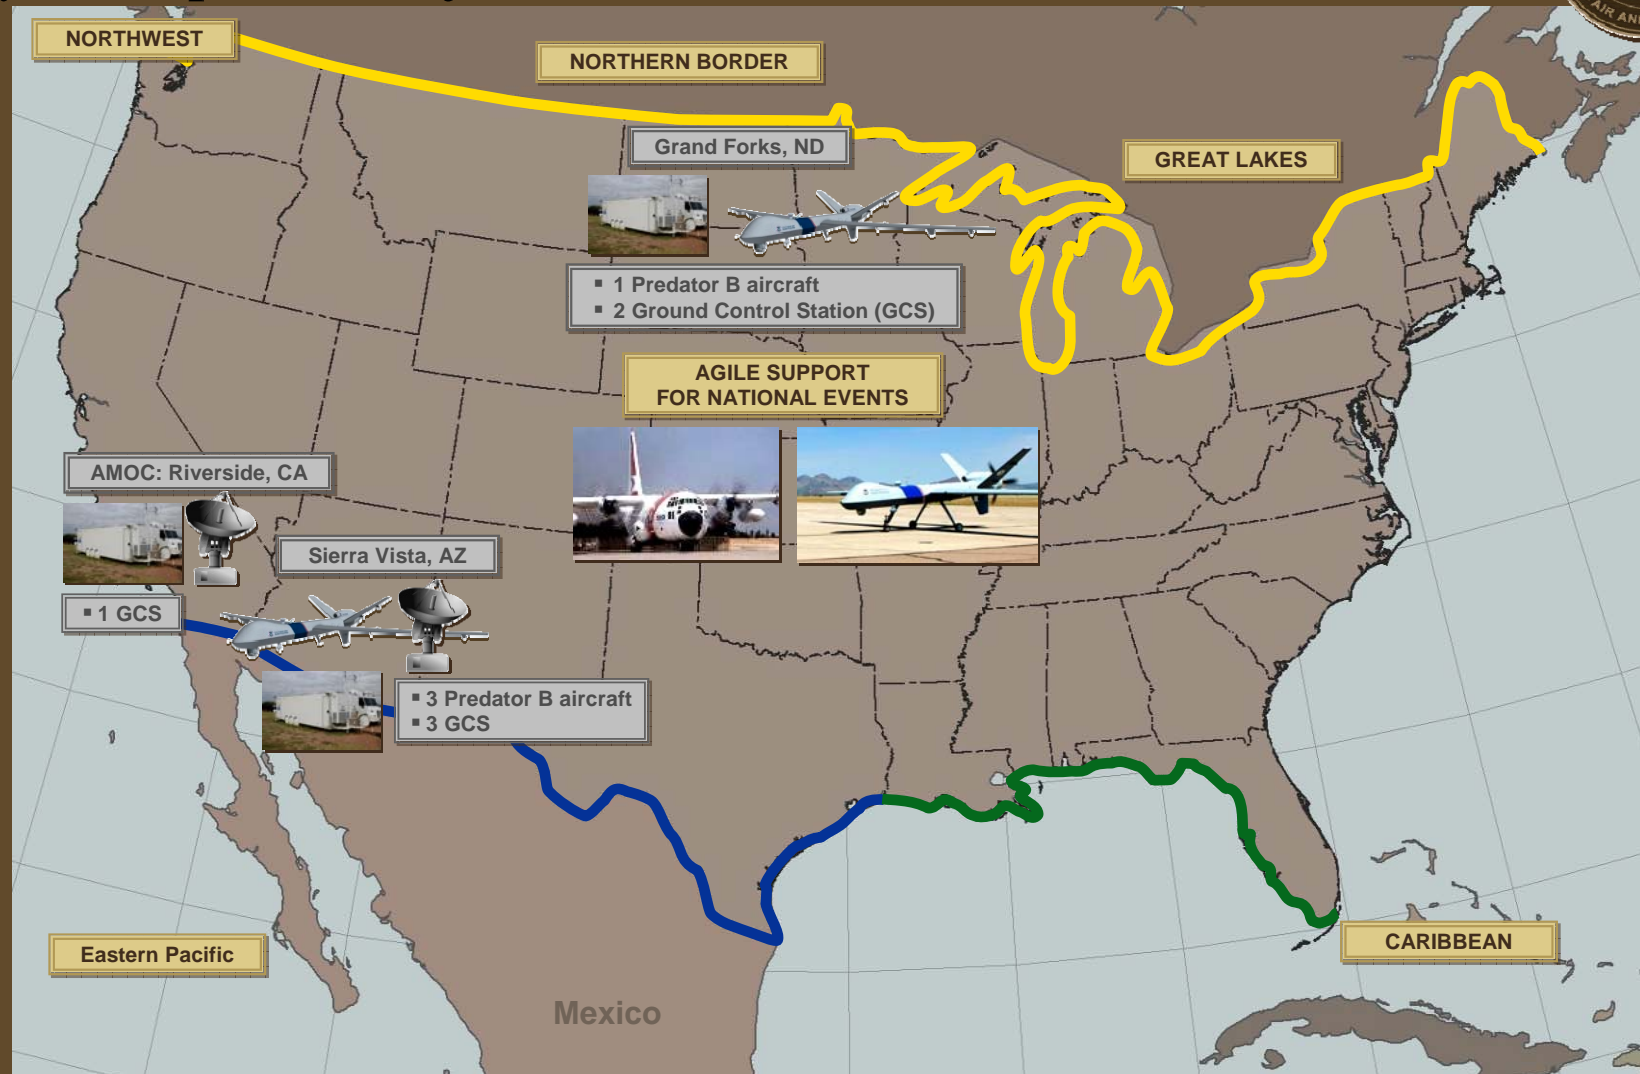 AIR AND
NORTHWEST
NORTHERN BORDER
Grand Forks, ND
GREAT LAKES
▪ 1 Predator B aircraft
▪ 2 Ground Control Station (GCS)
AGILE SUPPORT
FOR NATIONAL EVENTS
AMOC: Riverside, CA
Sierra Vista, AZ
▪ 1 GCS
▪ 3 Predator B aircraft
▪ 3 GCS
Eastern Pacific
CARIBBEAN
Mexico